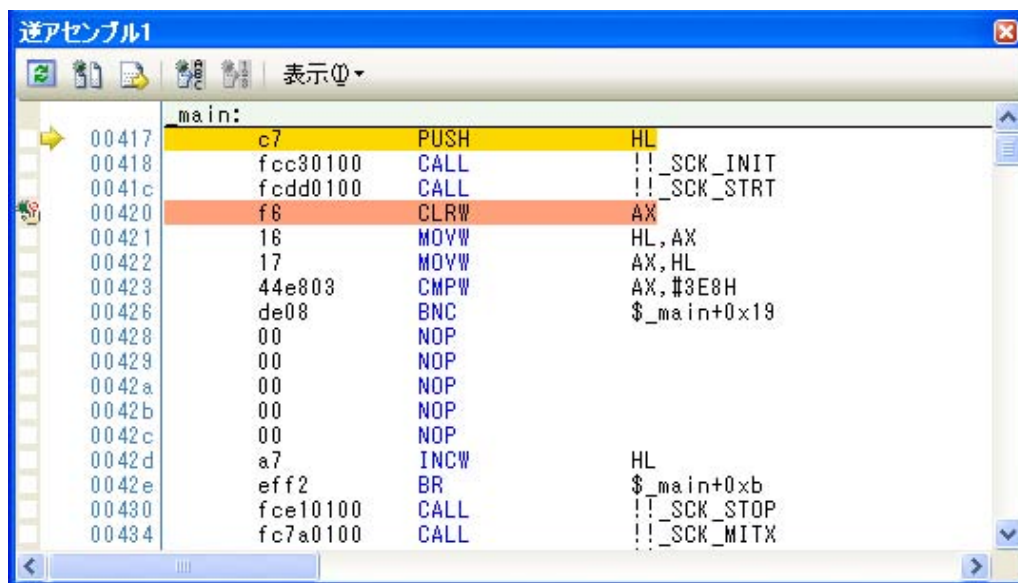 逆アセンブル1
表示(I)
_main:
00417 c7 PUSH HL
00418 fcc30100 CALL !!_SCK_INIT
0041c fcdd0100 CALL !!_SCK_STRT
00420 f6 CLRW AX
00421 16 MOVW HL,AX
00422 17 MOVW AX,HL
00423 44e803 CMPW AX,#3E8H
00426 de08 BNC $_main+0x19
00428 00 NOP
00429 00 NOP
0042a 00 NOP
0042b 00 NOP
0042c 00 NOP
0042d a7 INCW HL
0042e eff2 BR $_main+0xb
00430 fce10100 CALL !!_SCK_STOP
00434 fc7a0100 CALL !!_SCK_MITX